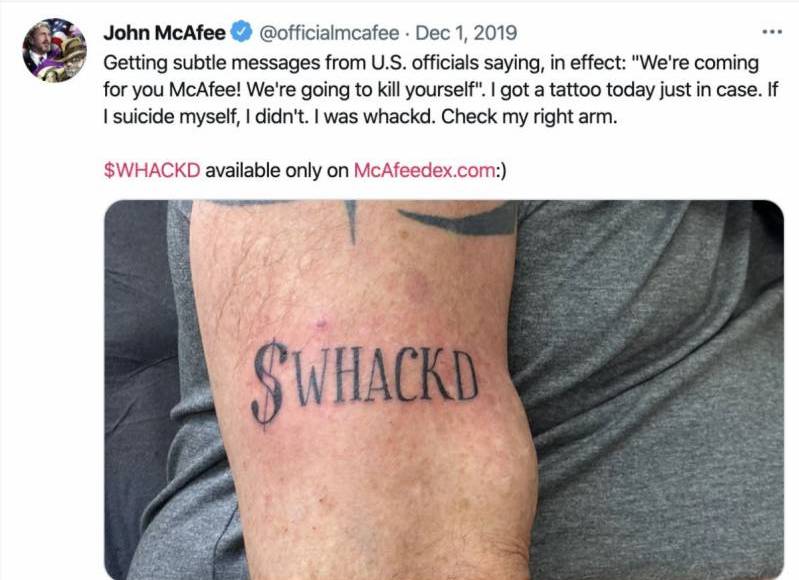 John McAfee @officialmcafee · Dec 1, 2019
Getting subtle messages from U.S. officials saying, in effect: "We're coming
for you McAfee! We're going to kill yourself". I got a tattoo today just in case. If
I suicide myself, I didn't. I was whackd. Check my right arm.
$WHACKD available only on McAfeedex.com:)
$WHACKD